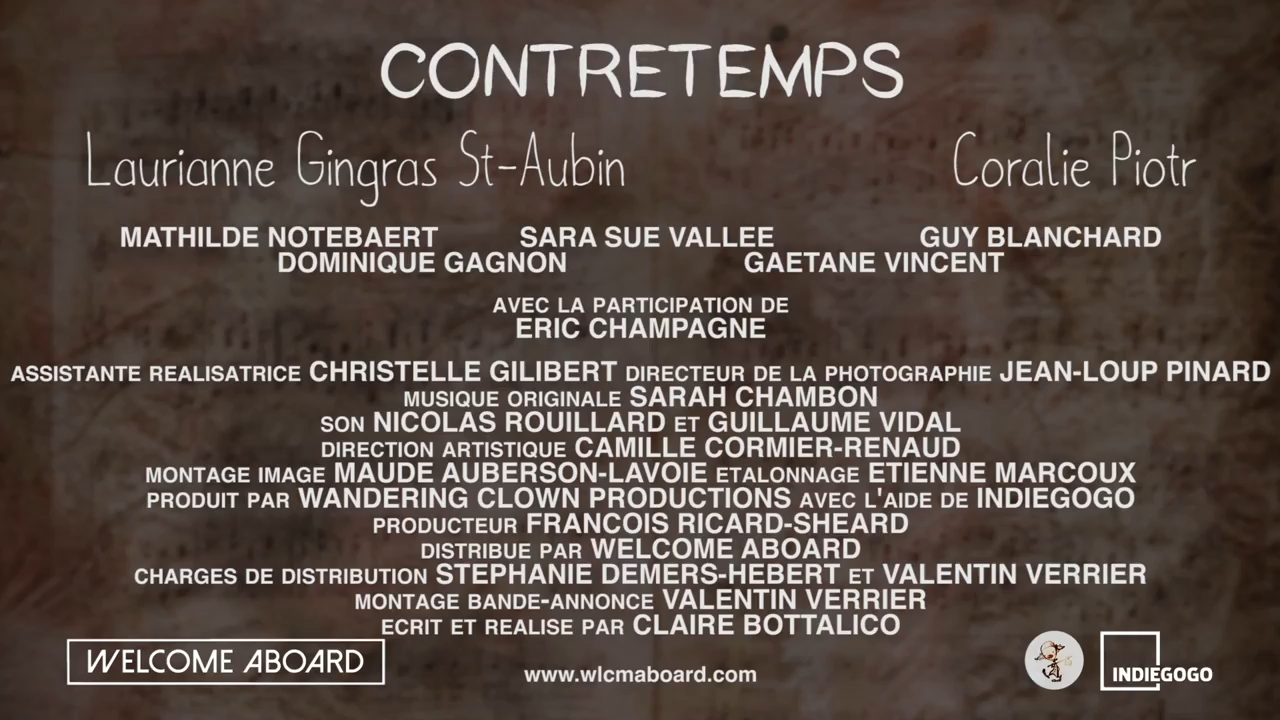 CONTRETEMPS
Laurianne Gingras St-Aubin Coralie Piotr
MATHILDE NOTEBAERT SARA SUE VALLEE GUY BLANCHARD
DOMINIQUE GAGNON GAETANE VINCENT
AVEC LA PARTICIPATION DE
ERIC CHAMPAGNE
ASSISTANTE REALISATRICE CHRISTELLE GILIBERT DIRECTEUR DE LA PHOTOGRAPHIE JEAN-LOUP PINARD
MUSIQUE ORIGINALE SARAH CHAMBON
SON NICOLAS ROUILLARD ET GUILLAUME VIDAL
DIRECTION ARTISTIQUE CAMILLE CORMIER-RENAUD
MONTAGE IMAGE MAUDE AUBERSON-LAVOIE ETALONNAGE ETIENNE MARCOUX
PRODUIT PAR WANDERING CLOWN PRODUCTIONS AVEC L'AIDE DE INDIEGOGO
PRODUCTEUR FRANCOIS RICARD-SHEARD
DISTRIBUE PAR WELCOME ABOARD
CHARGES DE DISTRIBUTION STEPHANIE DEMERS-HEBERT ET VALENTIN VERRIER
MONTAGE BANDE-ANNONCE VALENTIN VERRIER
ECRIT ET REALISE PAR CLAIRE BOTTALICO
WELCOME ABOARD www.wlcmaboard.com INDIEGOGO